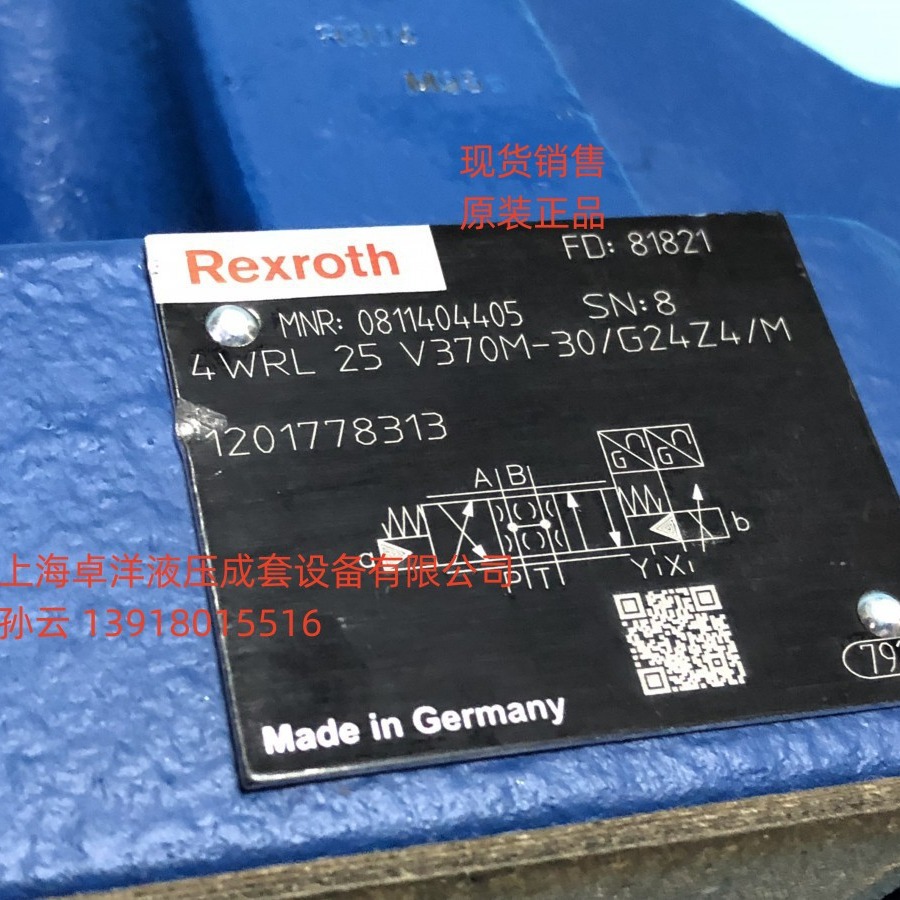 现货销售
原装正品
Rexroth
FD: 81821
MNR: 0811404405 SN: 8
4WRL 25 V370M-30/G24Z4/M
1201778313
G G
A B
a b
P T Y X
上海卓洋液压成套设备有限公司
孙云 13918015516
Made in Germany